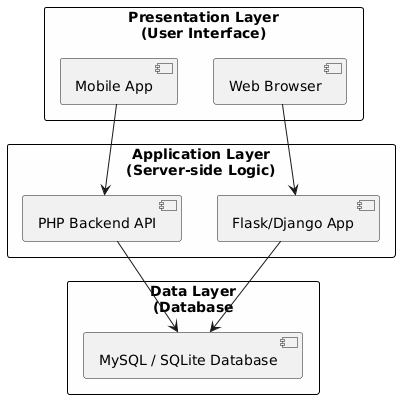 Presentation Layer
(User Interface)
Mobile App
Web Browser
Application Layer
(Server-side Logic)
PHP Backend API
Flask/Django App
Data Layer
(Database
MySQL / SQLite Database